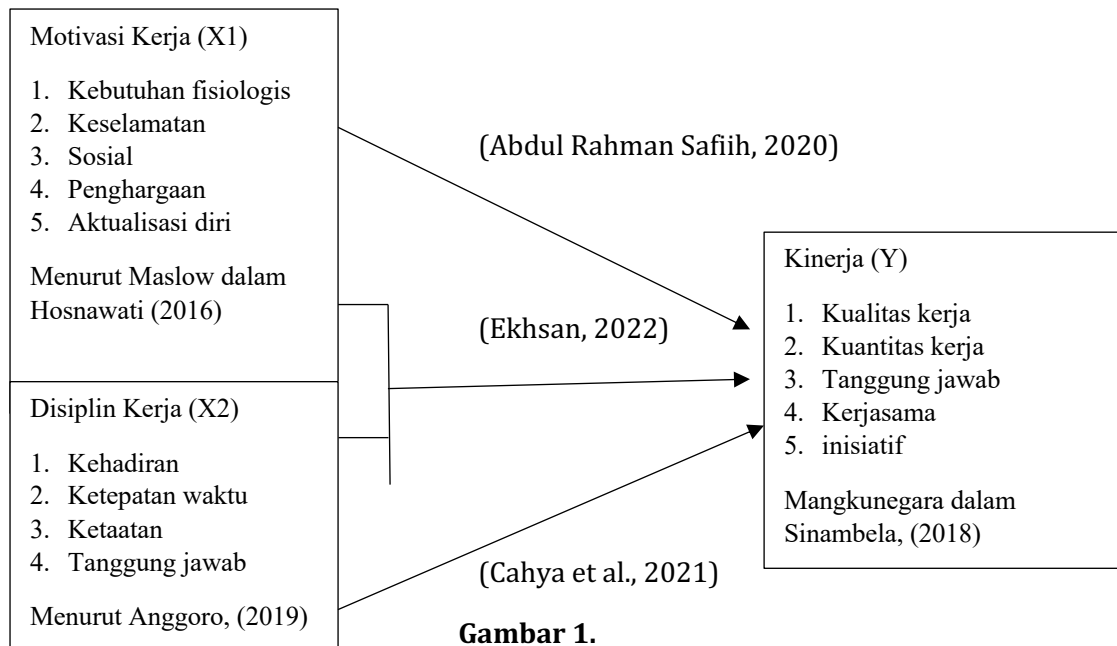 Motivasi Kerja (X1)
1. Kebutuhan fisiologis
2. Keselamatan
3. Sosial
4. Penghargaan
5. Aktualisasi diri
Menurut Maslow dalam
Hosnawati (2016)
Disiplin Kerja (X2)
1. Kehadiran
2. Ketepatan waktu
3. Ketaatan
4. Tanggung jawab
Menurut Anggoro, (2019)
(Abdul Rahman Safiih, 2020)
(Ekhsan, 2022)
(Cahya et al., 2021)
Kinerja (Y)
1. Kualitas kerja
2. Kuantitas kerja
3. Tanggung jawab
4. Kerjasama
5. inisiatif
Mangkunegara dalam
Sinambela, (2018)
Gambar 1.